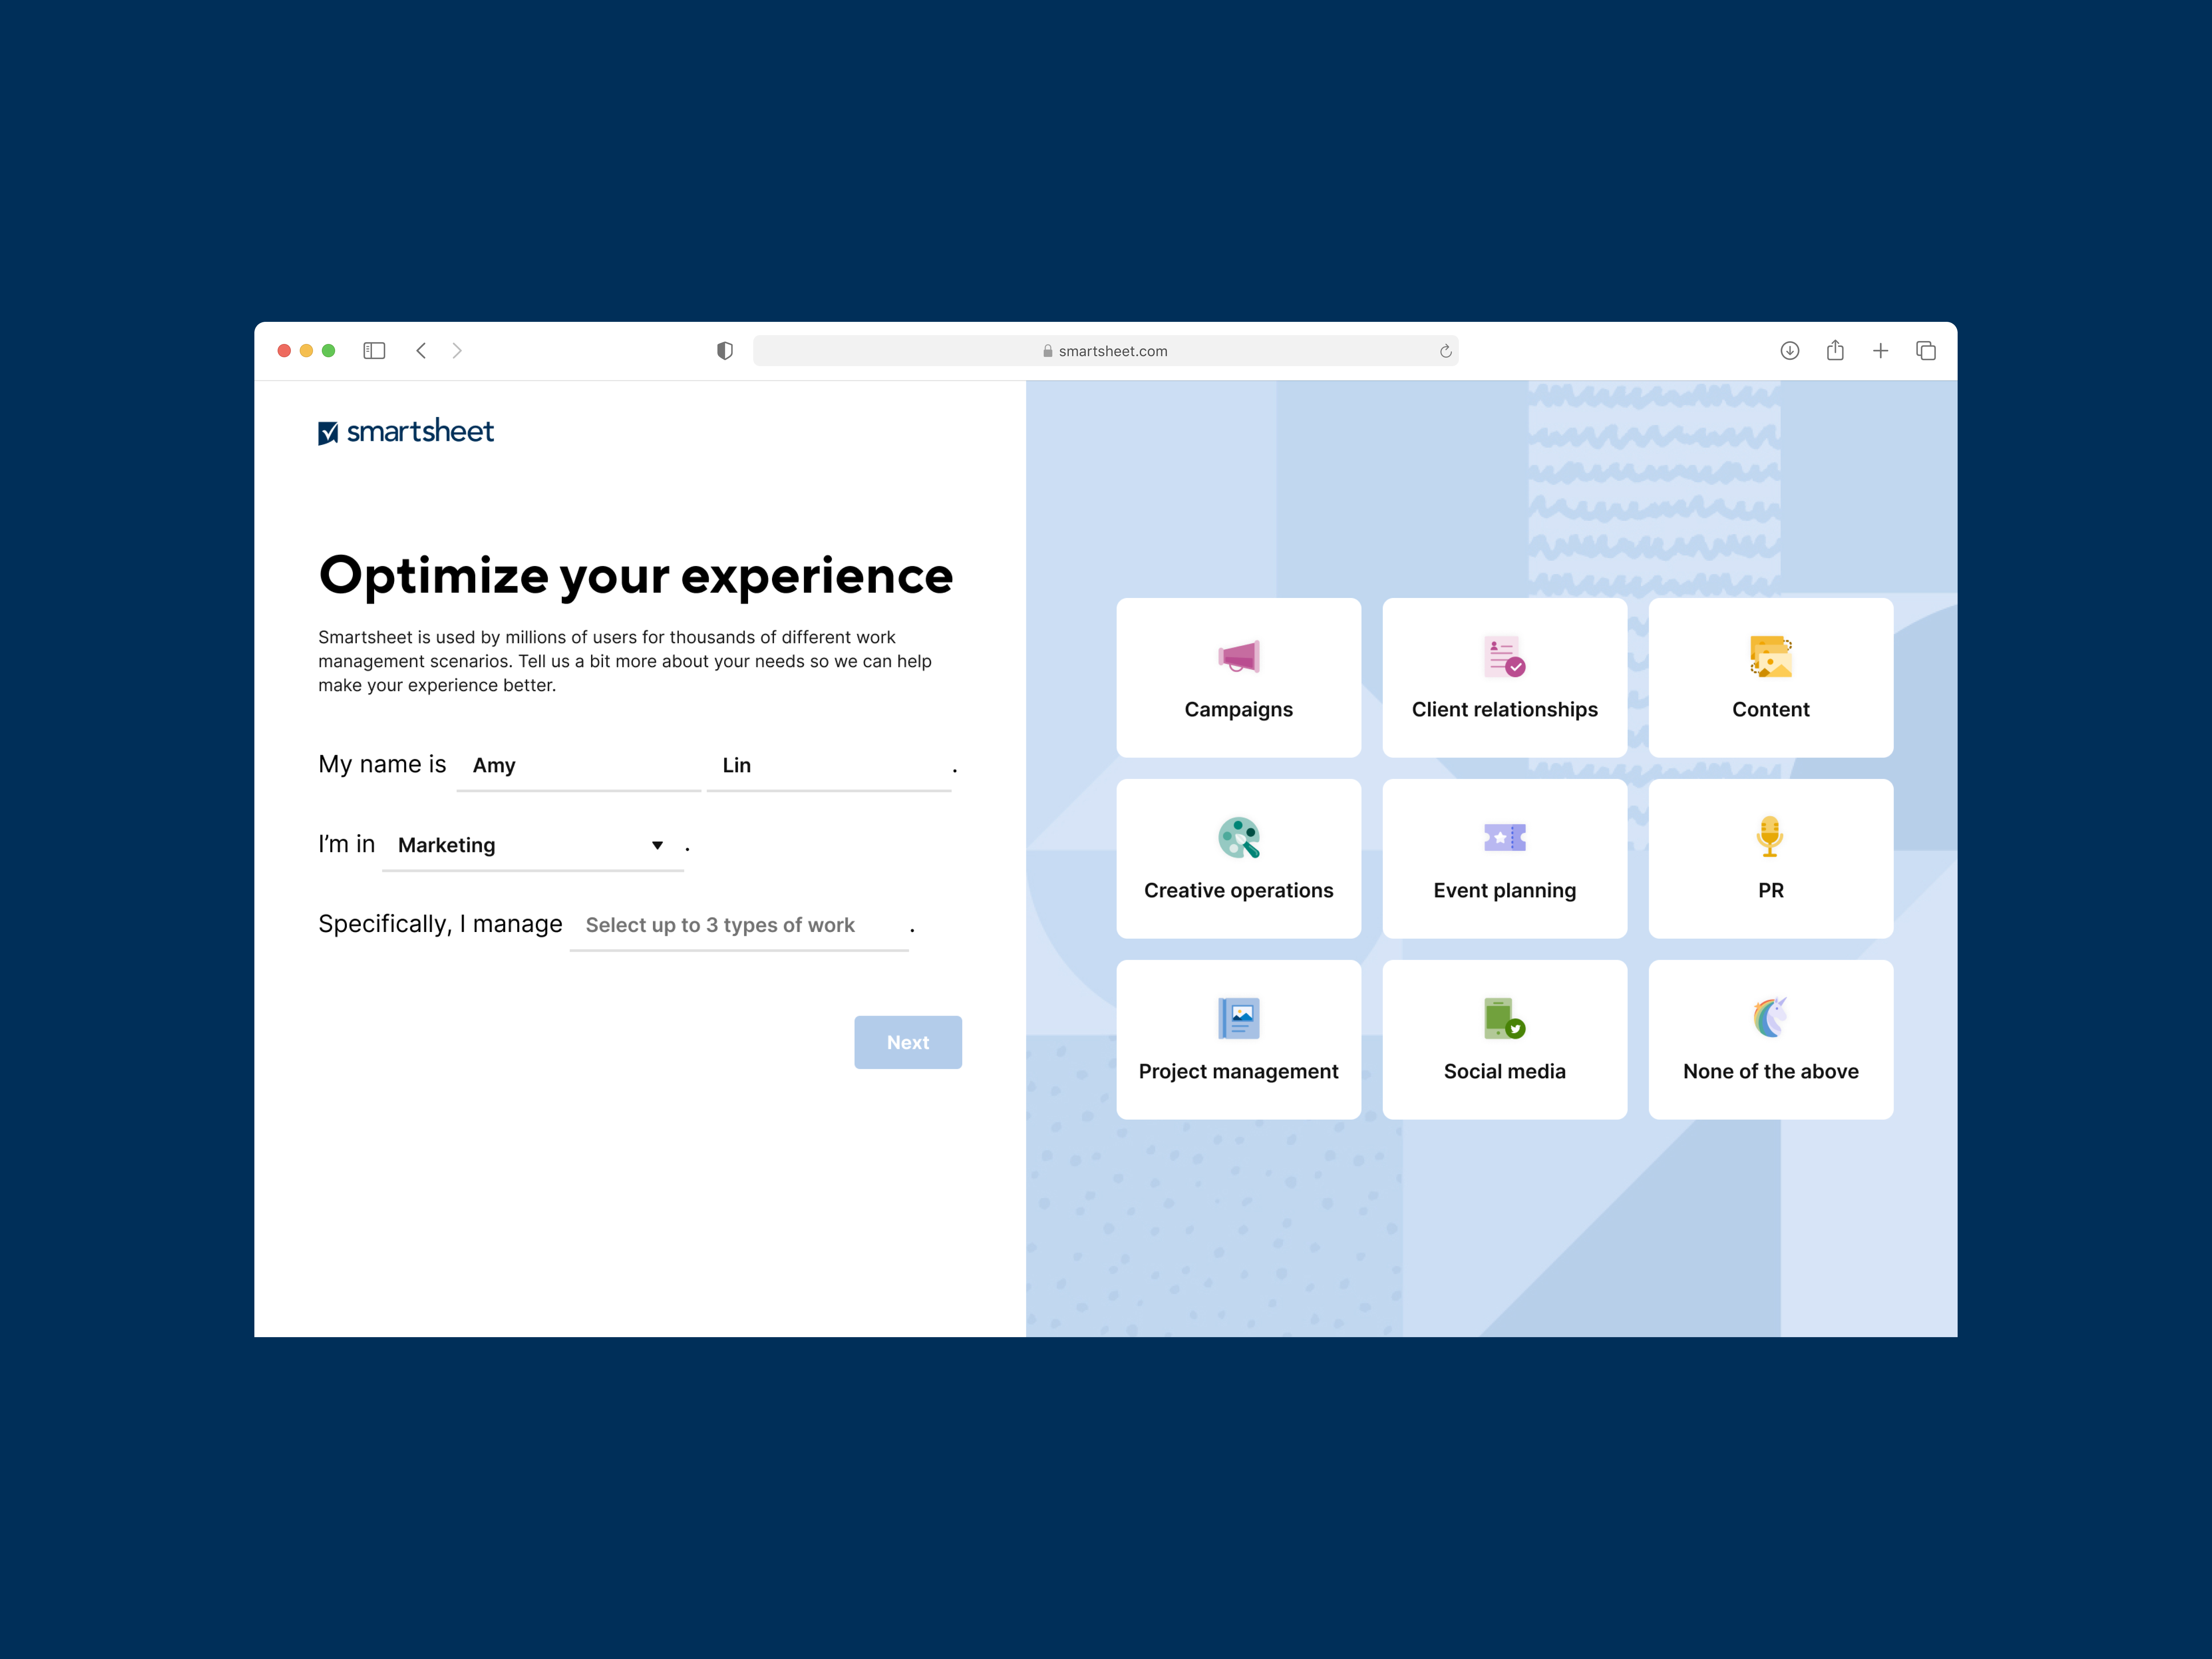 smartsheet.com
smartsheet
Optimize your experience
Smartsheet is used by millions of users for thousands of different work
management scenarios. Tell us a bit more about your needs so we can help
make your experience better.
My name is Amy Lin .
I’m in Marketing .
Specifically, I manage Select up to 3 types of work .
Next
Campaigns
Client relationships
Content
Creative operations
Event planning
PR
Project management
Social media
None of the above